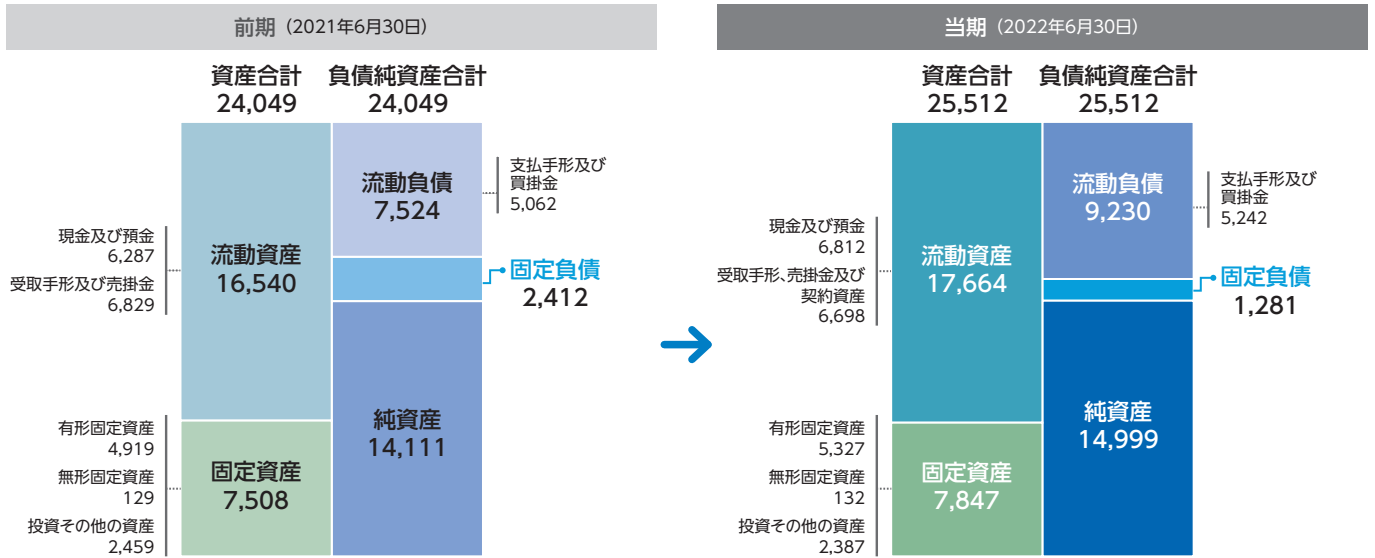 前期（2021年6月30日）
資産合計
24,049
負債純資産合計
24,049
現金及び預金
6,287
受取手形及び売掛金
6,829
流動資産
16,540
有形固定資産
4,919
無形固定資産
129
投資その他の資産
2,459
固定資産
7,508
流動負債
7,524
支払手形及び
買掛金
5,062
固定負債
2,412
純資産
14,111
当期（2022年6月30日）
資産合計
25,512
負債純資産合計
25,512
現金及び預金
6,812
受取手形、売掛金及び
契約資産
6,698
流動資産
17,664
有形固定資産
5,327
無形固定資産
132
投資その他の資産
2,387
固定資産
7,847
流動負債
9,230
支払手形及び
買掛金
5,242
固定負債
1,281
純資産
14,999